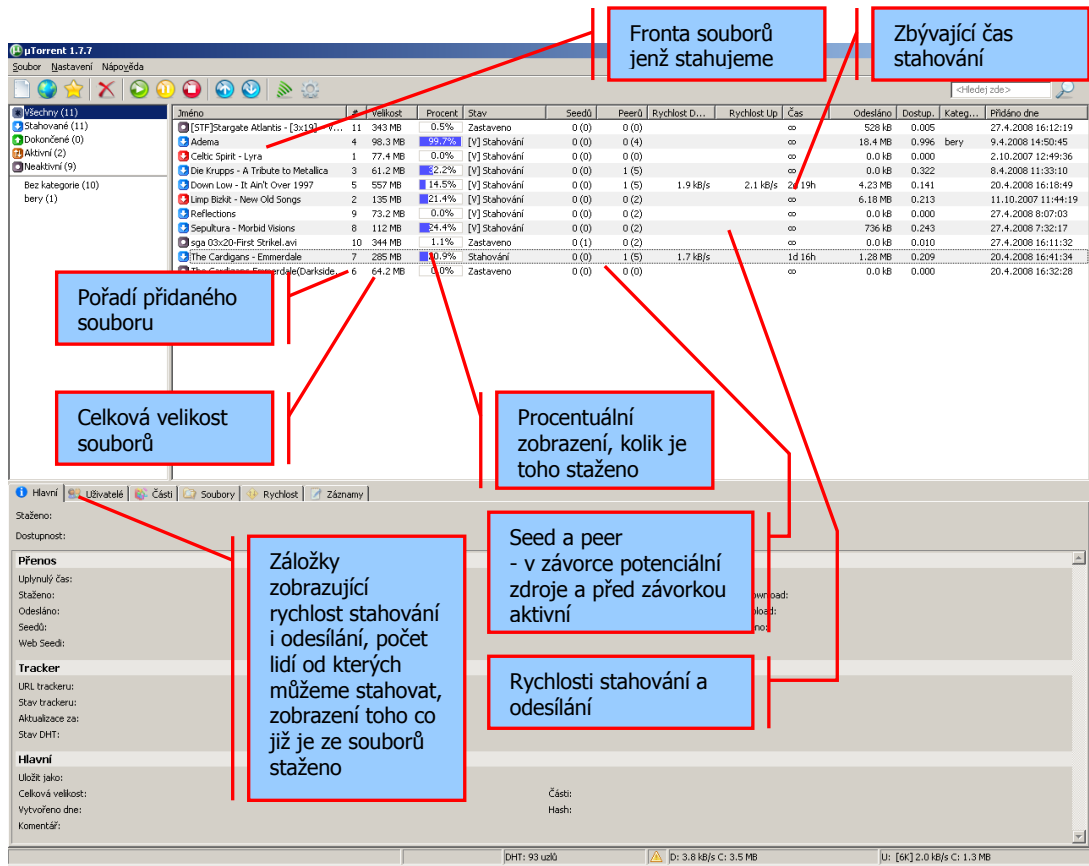 Fronta souborů
jenž stahujeme
Zbývající čas
stahování
µTorrent 1.7.7
Soubor Nastavení Nápověda
<Hledej zde>
Všechny (11)
Stahované (11)
Dokončené (0)
Aktivní (2)
Neaktivní (9)
Bez kategorie (10)
bery (1)
Jméno # Velikost Procent Stav Seedů Peerů Rychlost D... Rychlost Up Čas Odesláno Dostup. Kateg... Přidáno dne
[STF]Stargate Atlantis - [3x19] - V... 11 343 MB 0.5% Zastaveno 0 (0) 0 (0) ∞ 528 kB 0.005 27.4.2008 16:12:19
Adema 4 98.3 MB 99.7% [V] Stahování 0 (0) 0 (4) ∞ 18.4 MB 0.996 bery 9.4.2008 14:50:45
Celtic Spirit - Lyra 1 77.4 MB 0.0% [V] Stahování 0 (0) 0 (0) ∞ 0.0 kB 0.000 2.10.2007 12:49:36
Die Krupps - A Tribute to Metallica 3 61.2 MB 32.2% [V] Stahování 0 (0) 0 (0) ∞ 0.0 kB 0.322 8.4.2008 11:33:10
Down Low - It Ain't Over 1997 5 557 MB 14.5% [V] Stahování 0 (0) 1 (5) 1.9 kB/s 2.1 kB/s 2d 19h 4.23 MB 0.141 20.4.2008 16:18:49
Limp Bizkit - New Old Songs 2 135 MB 21.4% [V] Stahování 0 (0) 0 (2) ∞ 6.18 MB 0.213 11.10.2007 11:44:19
Reflections 9 73.2 MB 0.0% [V] Stahování 0 (0) 0 (2) ∞ 0.0 kB 0.000 27.4.2008 8:07:03
Sepultura - Morbid Visions 8 112 MB 24.4% [V] Stahování 0 (0) 0 (2) ∞ 736 kB 0.243 27.4.2008 7:32:17
sga 03x20-First Strikel.avi 10 344 MB 1.1% Zastaveno 0 (1) 0 (0) ∞ 0.0 kB 0.010 27.4.2008 16:11:32
The Cardigans - Emmerdale 7 285 MB 20.9% Stahování 0 (0) 1 (5) 1.7 kB/s 1d 16h 1.28 MB 0.209 20.4.2008 16:41:34
The Cardigans Emmerdale(Darkside... 6 64.2 MB 0.0% Zastaveno 0 (0) 0 (0) ∞ 0.0 kB 0.000 20.4.2008 16:32:28
Pořadí přidaného
souboru
Celková velikost
souborů
Procentuální
zobrazení, kolik je
toho staženo
Hlavní Uživatelé Části Soubory Rychlost Záznamy
Staženo:
Dostupnost:
Seed a peer
- v závorce potenciální
zdroje a před závorkou
aktivní
Záložky
zobrazující
rychlost stahování
i odesílání, počet
lidí od kterých
můžeme stahovat,
zobrazení toho co
již je ze souborů
staženo
Rychlosti stahování a
odesílání
Přenos
Uplynulý čas:
Staženo:
Odesláno:
Seedů:
Web Seedi:
Tracker
URL trackeru:
Stav trackeru:
Aktualizace za:
Stav DHT:
Hlavní
Uložit jako:
Celková velikost: Části:
Vytvořeno dne: Hash:
Komentář:
DHT: 93 uzlů D: 3.8 kB/s C: 3.5 MB U: [6K] 2.0 kB/s C: 1.3 MB